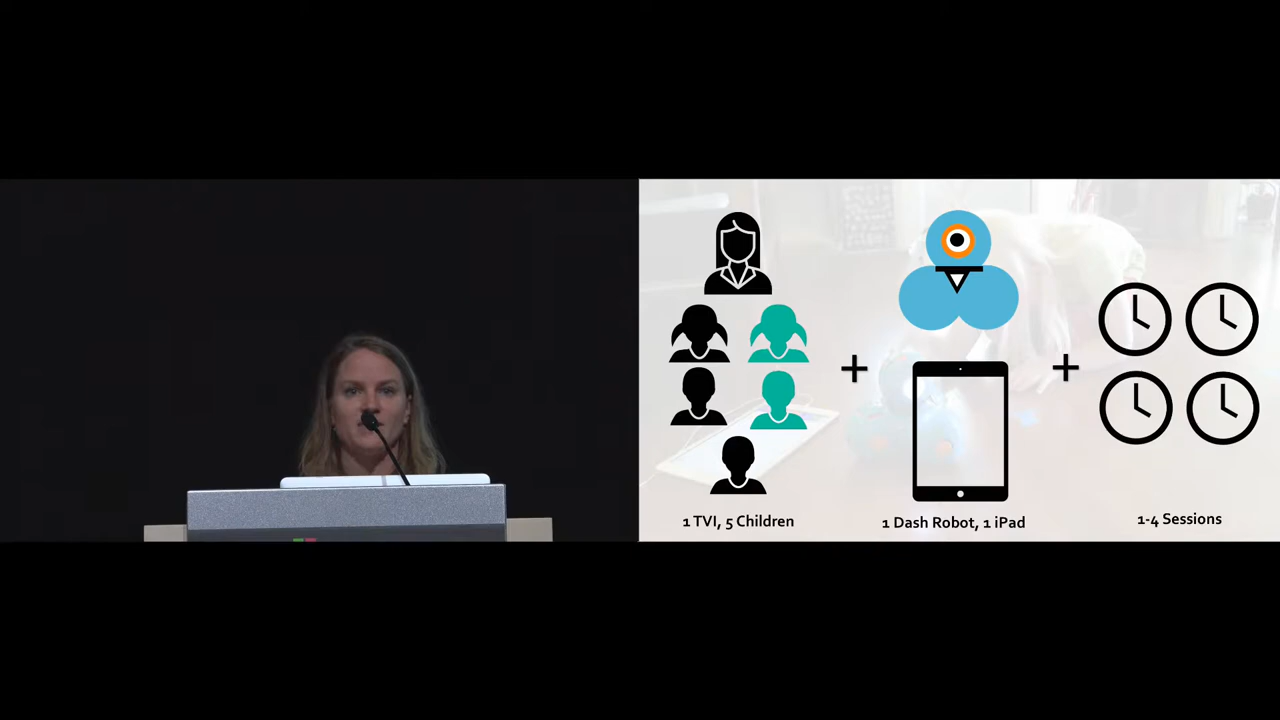 1 TVI, 5 Children
1 Dash Robot, 1 iPad
1-4 Sessions